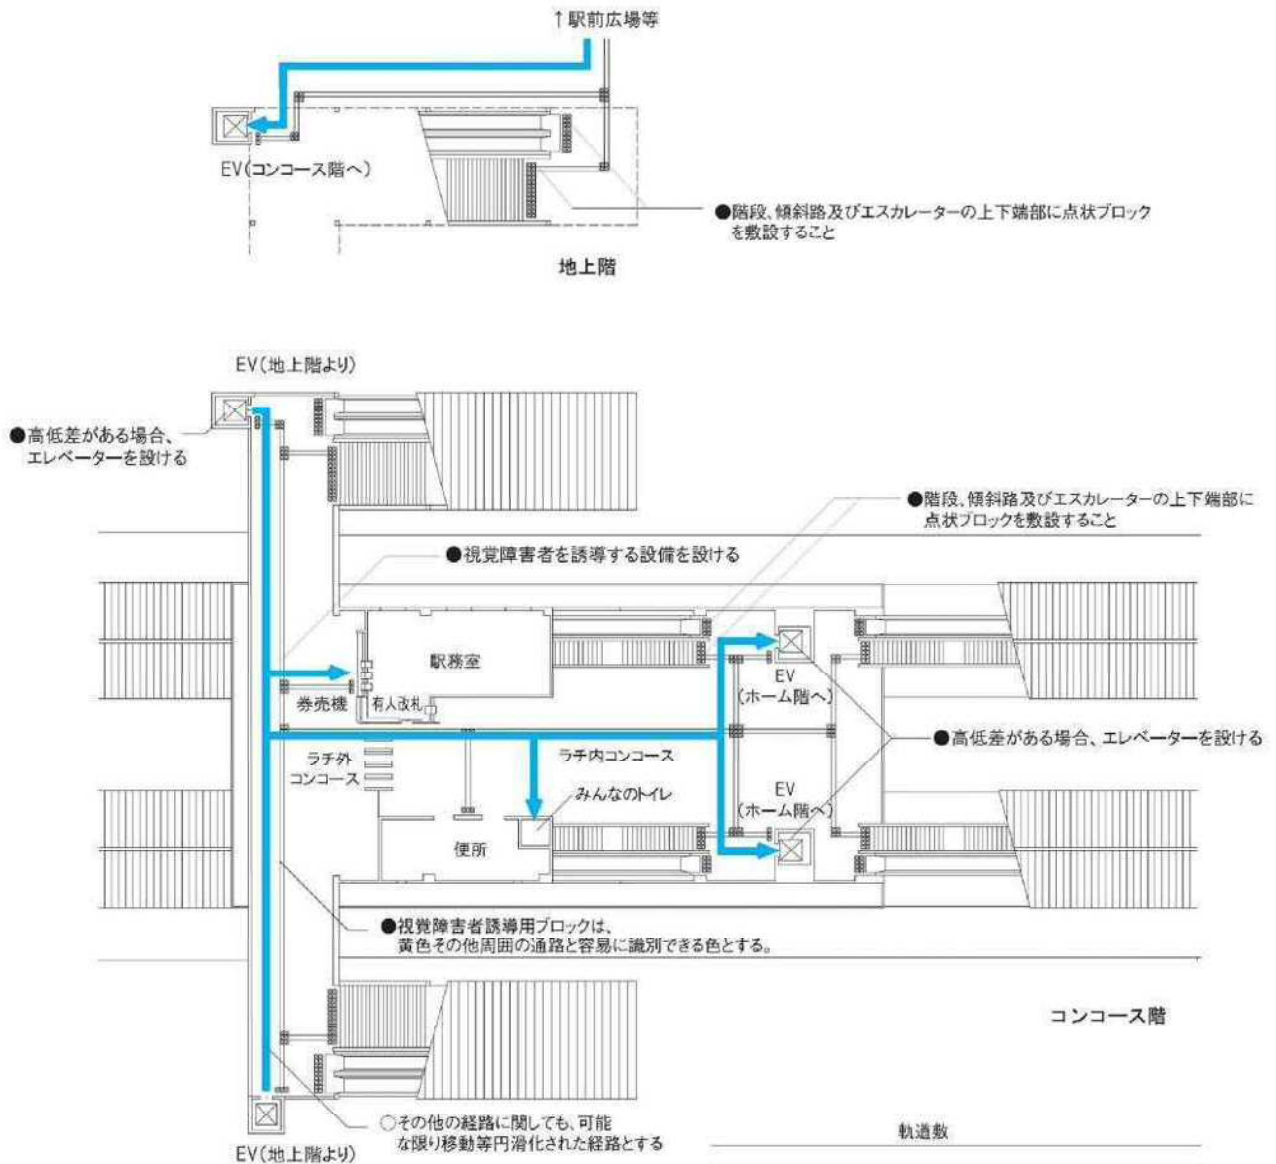 ↑駅前広場等
EV(コンコース階へ)
●階段、傾斜路及びエスカレーターの上下端部に点状ブロック
を敷設すること
地上階
EV(地上階より)
●高低差がある場合、
エレベーターを設ける
●階段、傾斜路及びエスカレーターの上下端部に
点状ブロックを敷設すること
●視覚障害者を誘導する設備を設ける
駅務室
券売機
有人改札
EV
(ホーム階へ)
ラチ外
コンコース
ラチ内コンコース
●高低差がある場合、エレベーターを設ける
みんなのトイレ
EV
(ホーム階へ)
便所
●視覚障害者誘導用ブロックは、
黄色その他周囲の通路と容易に識別できる色とする。
コンコース階
○その他の経路に関しても、可能
な限り移動等円滑化された経路とする
軌道敷
EV(地上階より)